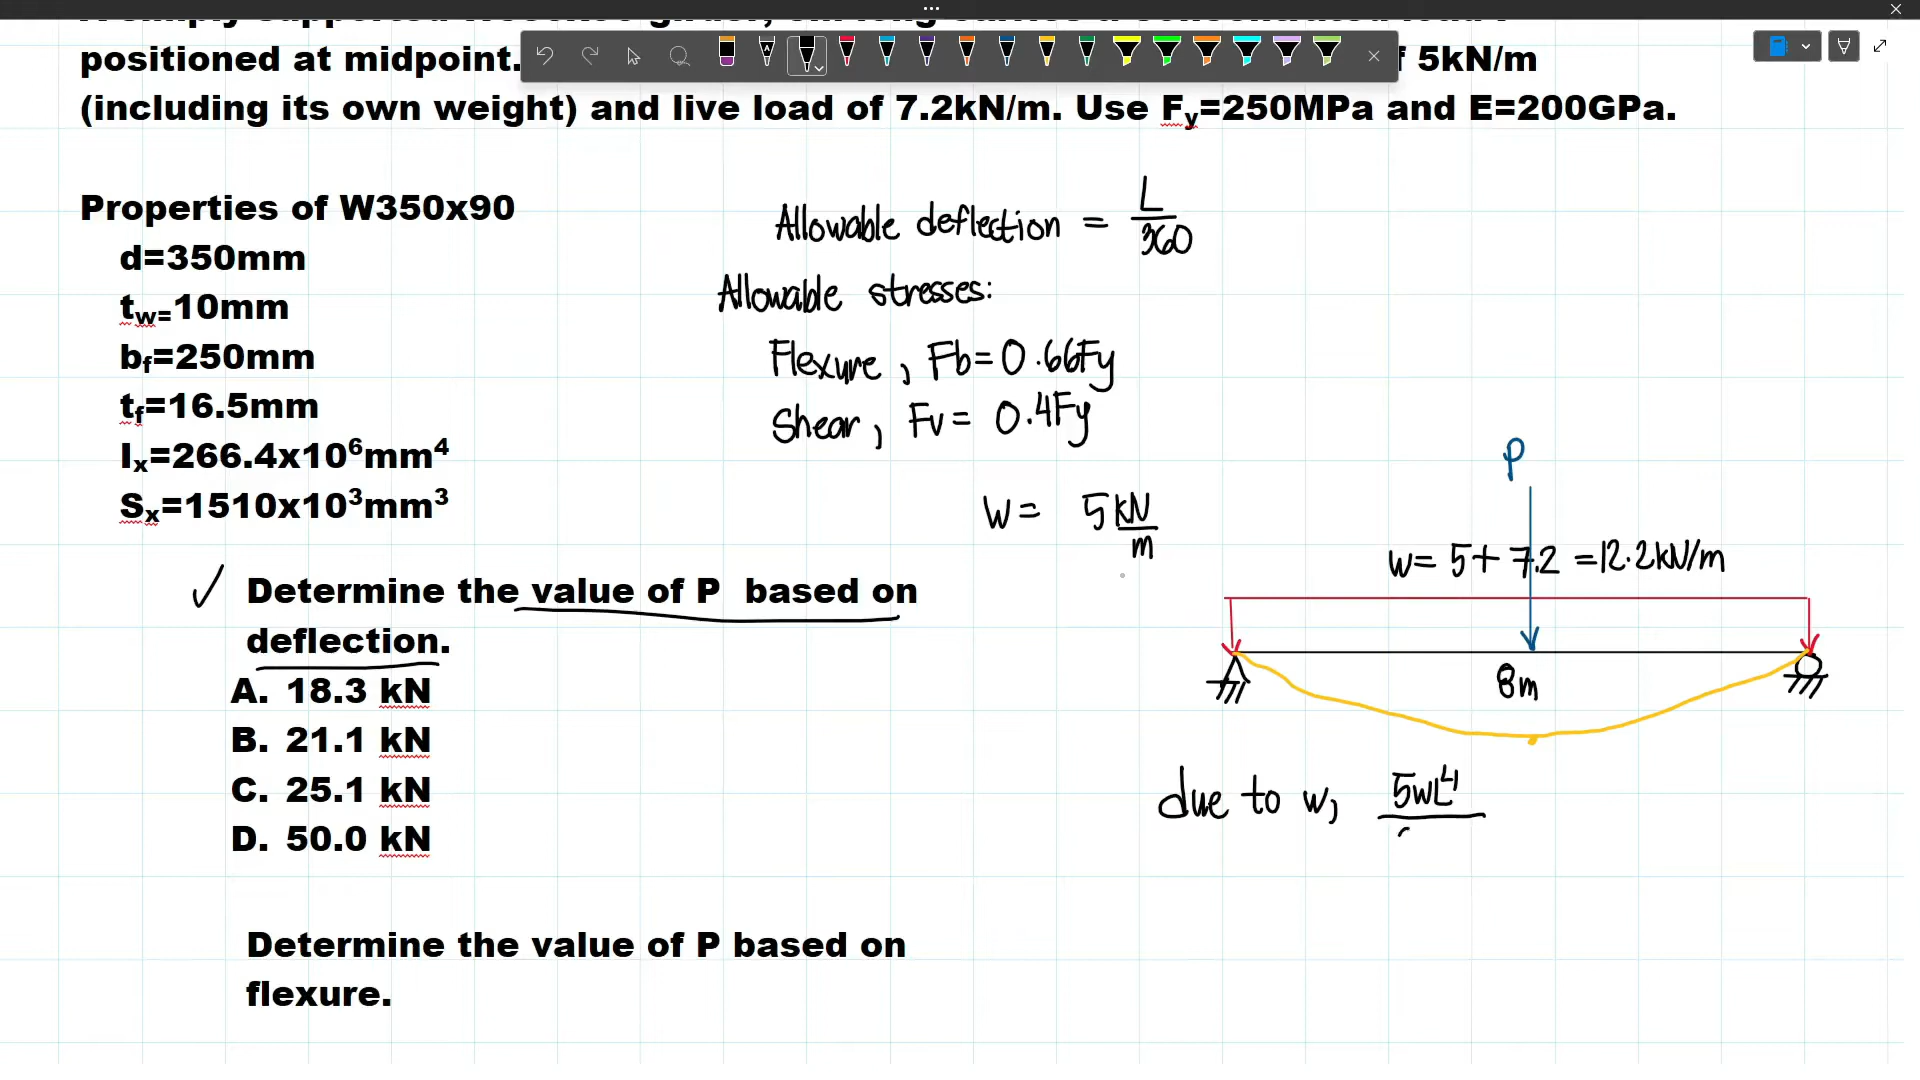 positioned at midpoint. f 5kN/m
(including its own weight) and live load of 7.2kN/m. Use Fy=250MPa and E=200GPa.
Properties of W350x90
d=350mm
tw=10mm
bf=250mm
tf=16.5mm
Ix=266.4x10⁶mm⁴
Sx=1510x10³mm³
Allowable deflection = L/360
Allowable stresses:
Flexure, Fb=0.66Fy
Shear, Fv= 0.4Fy
W= 5 kN/m
P
w= 5+7.2 =12.2kN/m
8m
due to w, 5wL⁴
✓ Determine the value of P based on
deflection.
A. 18.3 kN
B. 21.1 kN
C. 25.1 kN
D. 50.0 kN
Determine the value of P based on
flexure.